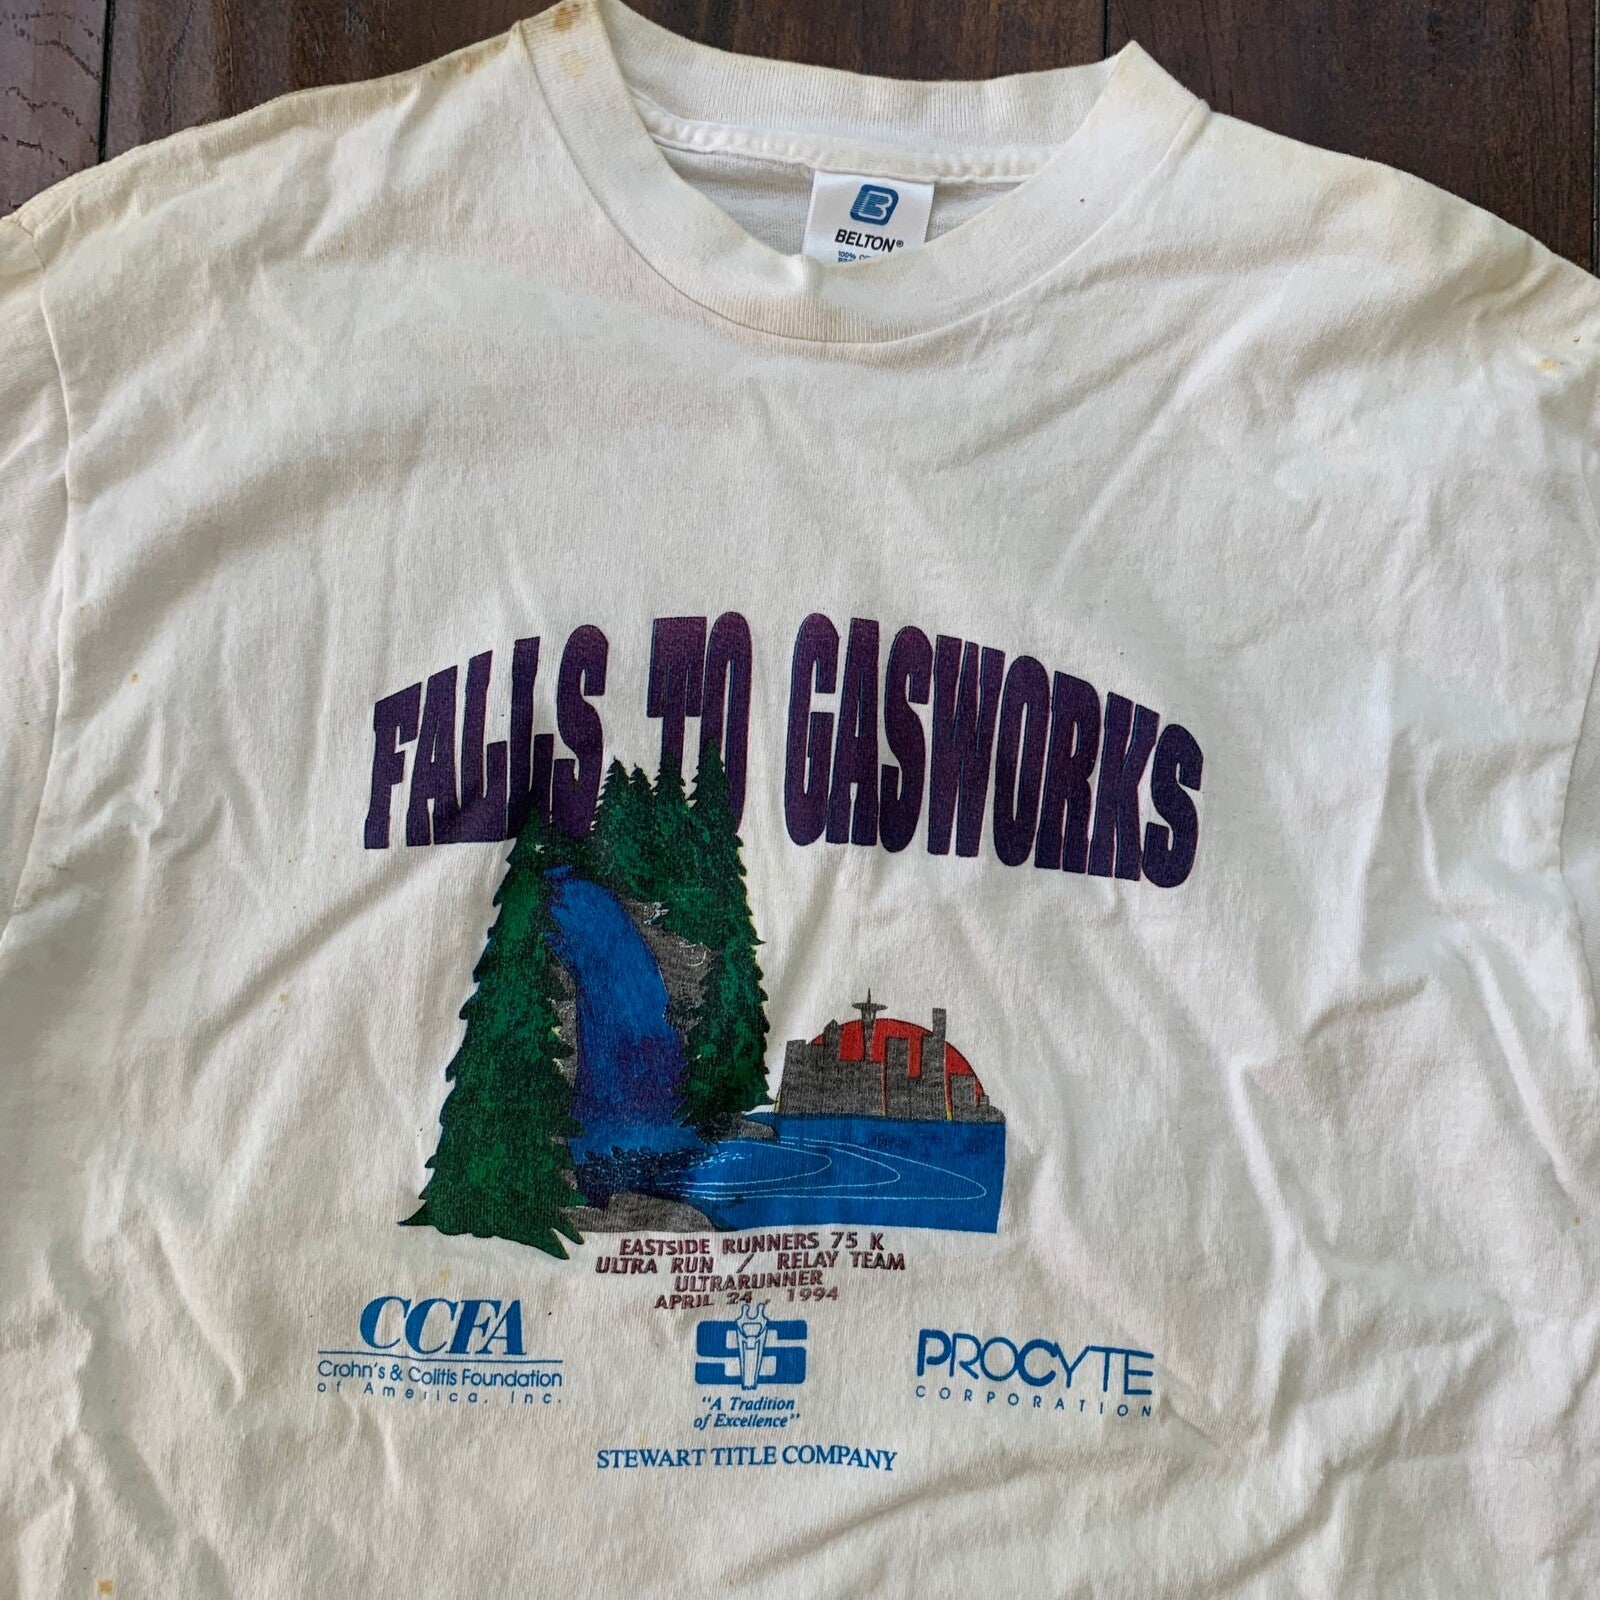 BELTON®
100%
FALLS TO GASWORKS
EASTSIDE RUNNERS 75 K
ULTRA RUN / RELAY TEAM
ULTRARUNNER
APRIL 24, 1994
CCFA
Crohn's & Colitis Foundation
of America, Inc.
S
"A Tradition
of Excellence"
STEWART TITLE COMPANY
PROCYTE
CORPORATION